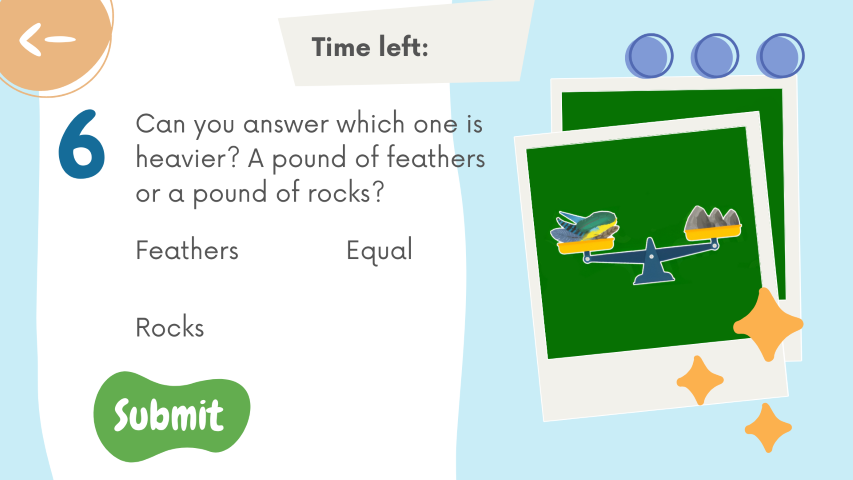 Time left:
6
Can you answer which one is
heavier? A pound of feathers
or a pound of rocks?
Feathers
Equal
Rocks
Submit